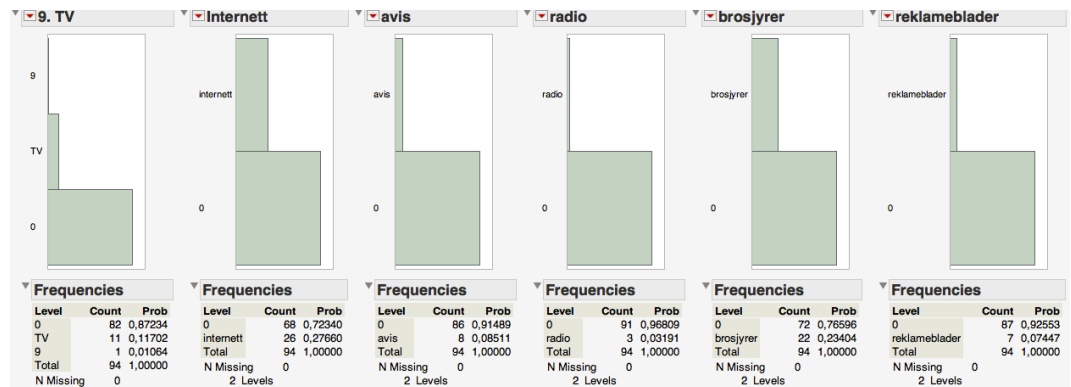 9. TV
9
TV
0
Frequencies
Level Count Prob
0 82 0,87234
TV 11 0,11702
9 1 0,01064
Total 94 1,00000
N Missing 0
Internett
internett
0
Frequencies
Level Count Prob
0 68 0,72340
internett 26 0,27660
Total 94 1,00000
N Missing 0
2 Levels
avis
avis
0
Frequencies
Level Count Prob
0 86 0,91489
avis 8 0,08511
Total 94 1,00000
N Missing 0
2 Levels
radio
radio
0
Frequencies
Level Count Prob
0 91 0,96809
radio 3 0,03191
Total 94 1,00000
N Missing 0
2 Levels
brosjyrer
brosjyrer
0
Frequencies
Level Count Prob
0 72 0,76596
brosjyrer 22 0,23404
Total 94 1,00000
N Missing 0
2 Levels
reklameblader
reklameblader
0
Frequencies
Level Count Prob
0 87 0,92553
reklameblader 7 0,07447
Total 94 1,00000
N Missing 0
2 Levels